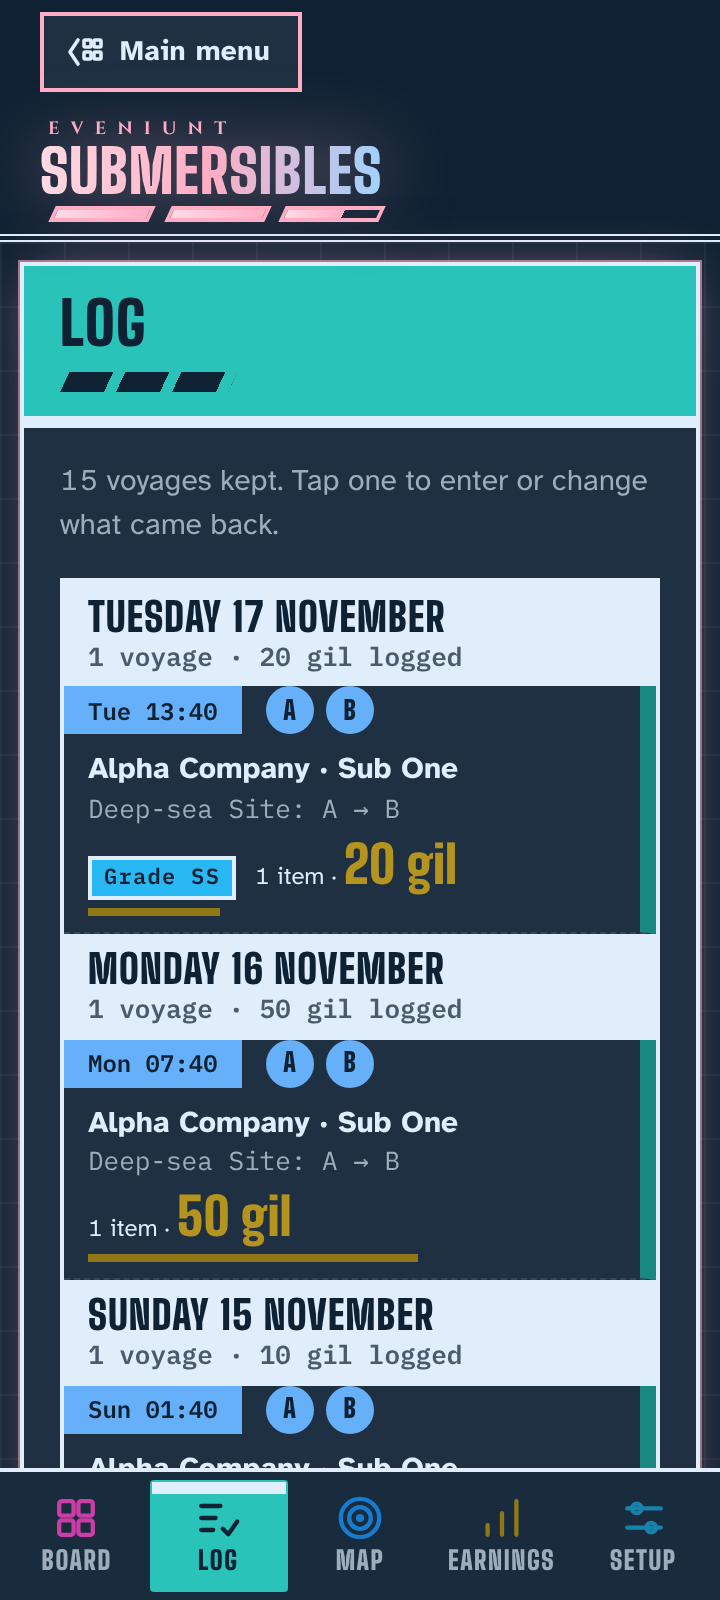 Main menu
EVENIUNT
SUBMERSIBLES
LOG
15 voyages kept. Tap one to enter or change
what came back.
TUESDAY 17 NOVEMBER
1 voyage · 20 gil logged
Tue 13:40 A B
Alpha Company · Sub One
Deep-sea Site: A → B
Grade SS 1 item · 20 gil
MONDAY 16 NOVEMBER
1 voyage · 50 gil logged
Mon 07:40 A B
Alpha Company · Sub One
Deep-sea Site: A → B
1 item · 50 gil
SUNDAY 15 NOVEMBER
1 voyage · 10 gil logged
Sun 01:40 A B
Alpha Company · Sub One
BOARD LOG MAP EARNINGS SETUP